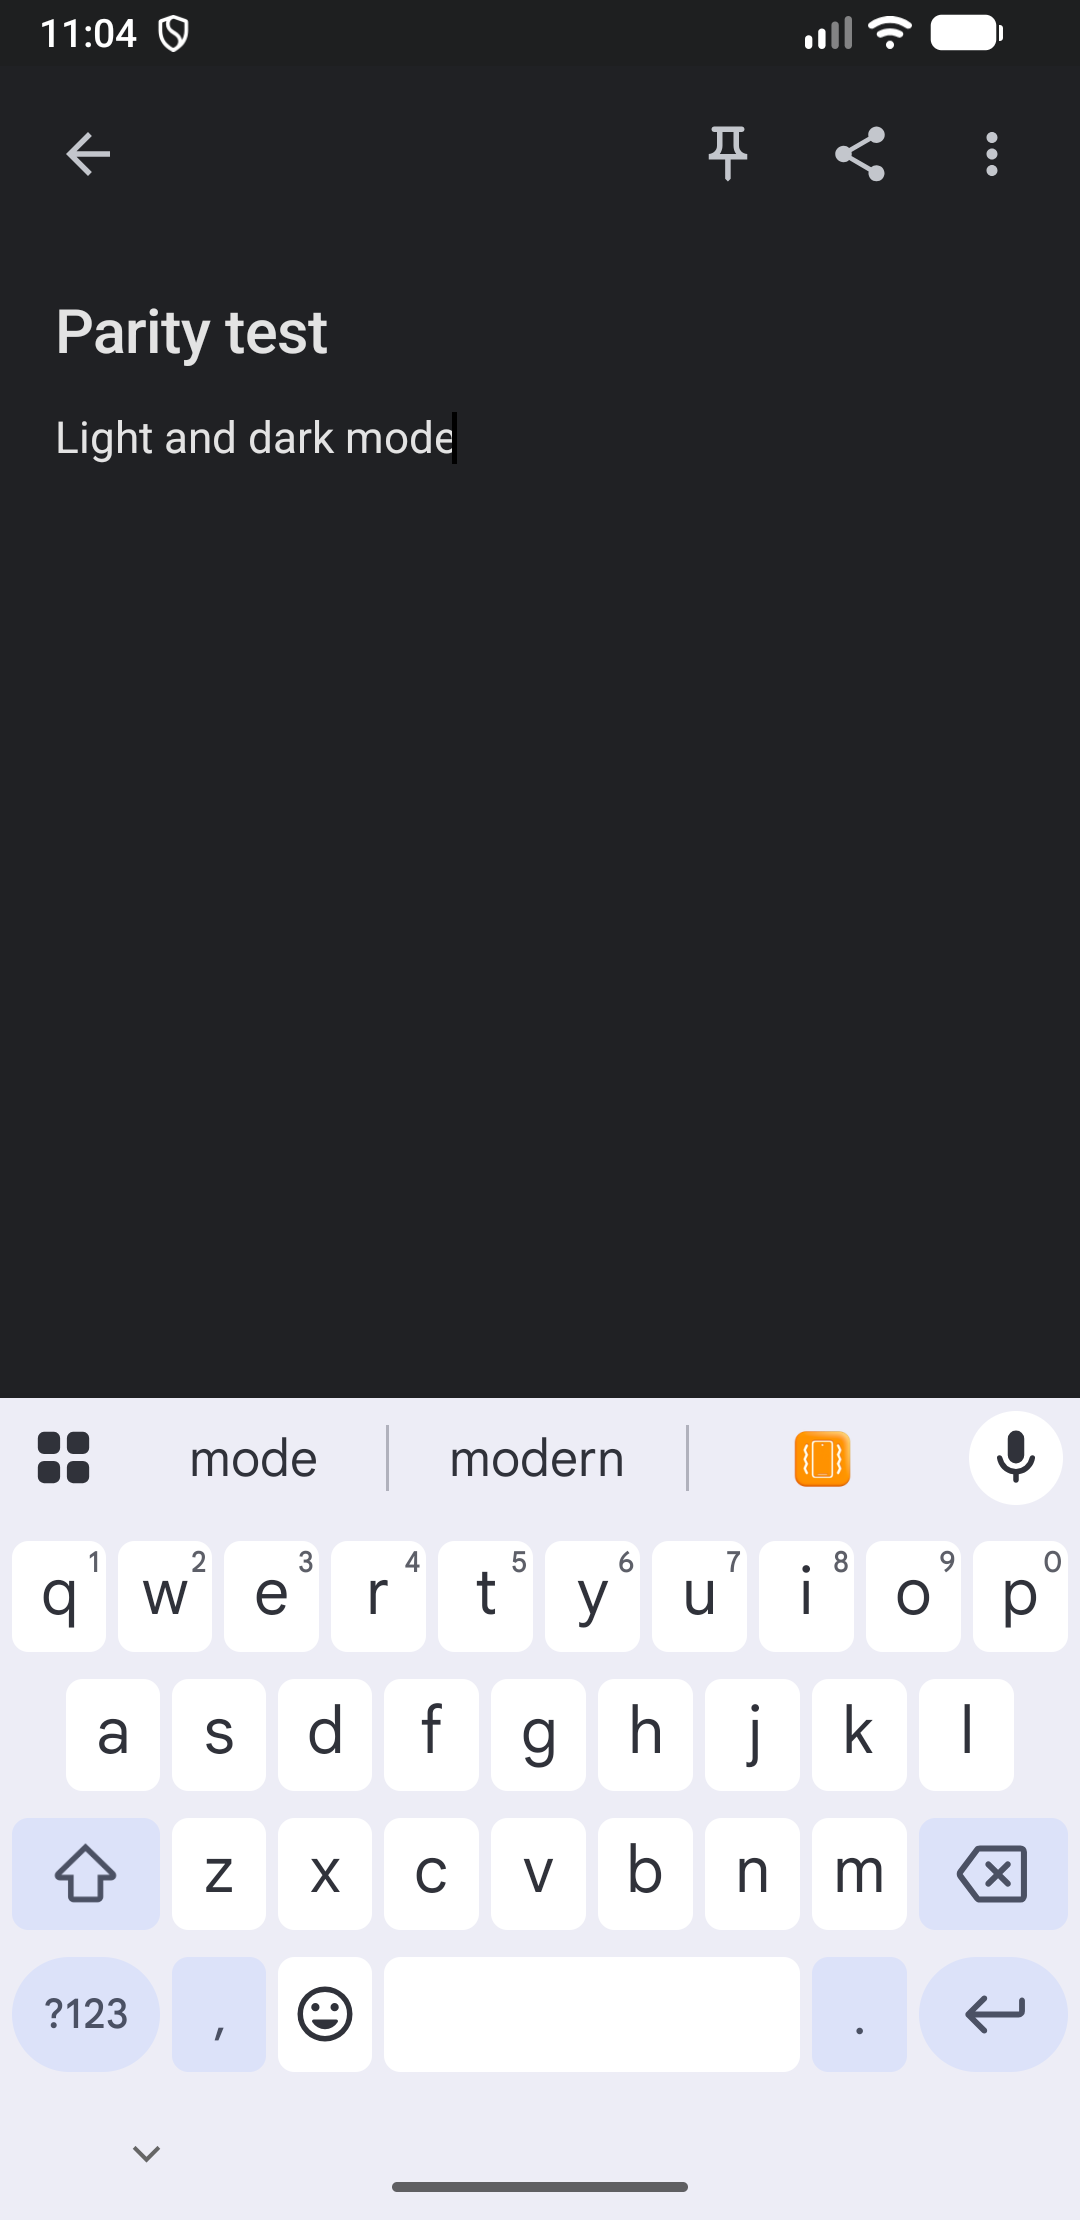 11:04
Parity test
Light and dark mode
mode modern
q 1 w 2 e 3 r 4 t 5 y 6 u 7 i 8 o 9 p 0
a s d f g h j k l
z x c v b n m
?123 , .